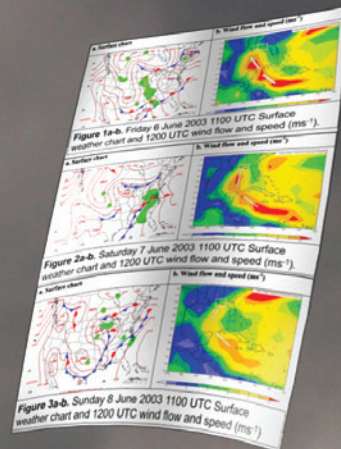 a. Surface chart
b. Wind flow and speed (ms⁻¹)
Figure 1a-b. Friday 6 June 2003 1100 UTC Surface
weather chart and 1200 UTC wind flow and speed (ms⁻¹).
a. Surface chart
b. Wind flow and speed (ms⁻¹)
Figure 2a-b. Saturday 7 June 2003 1100 UTC Surface
weather chart and 1200 UTC wind flow and speed (ms⁻¹).
a. Surface chart
b. Wind flow and speed (ms⁻¹)
Figure 3a-b. Sunday 8 June 2003 1100 UTC Surface
weather chart and 1200 UTC wind flow and speed (ms⁻¹)